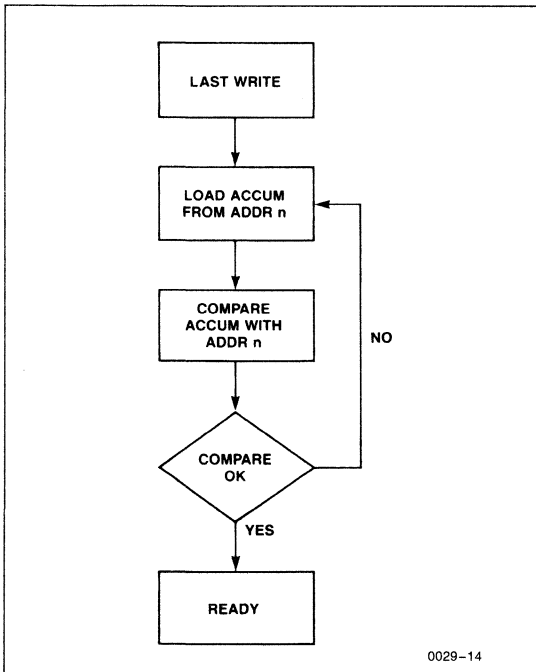 LAST WRITE
LOAD ACCUM
FROM ADDR n
COMPARE
ACCUM WITH
ADDR n
NO
COMPARE
OK
YES
READY
0029-14